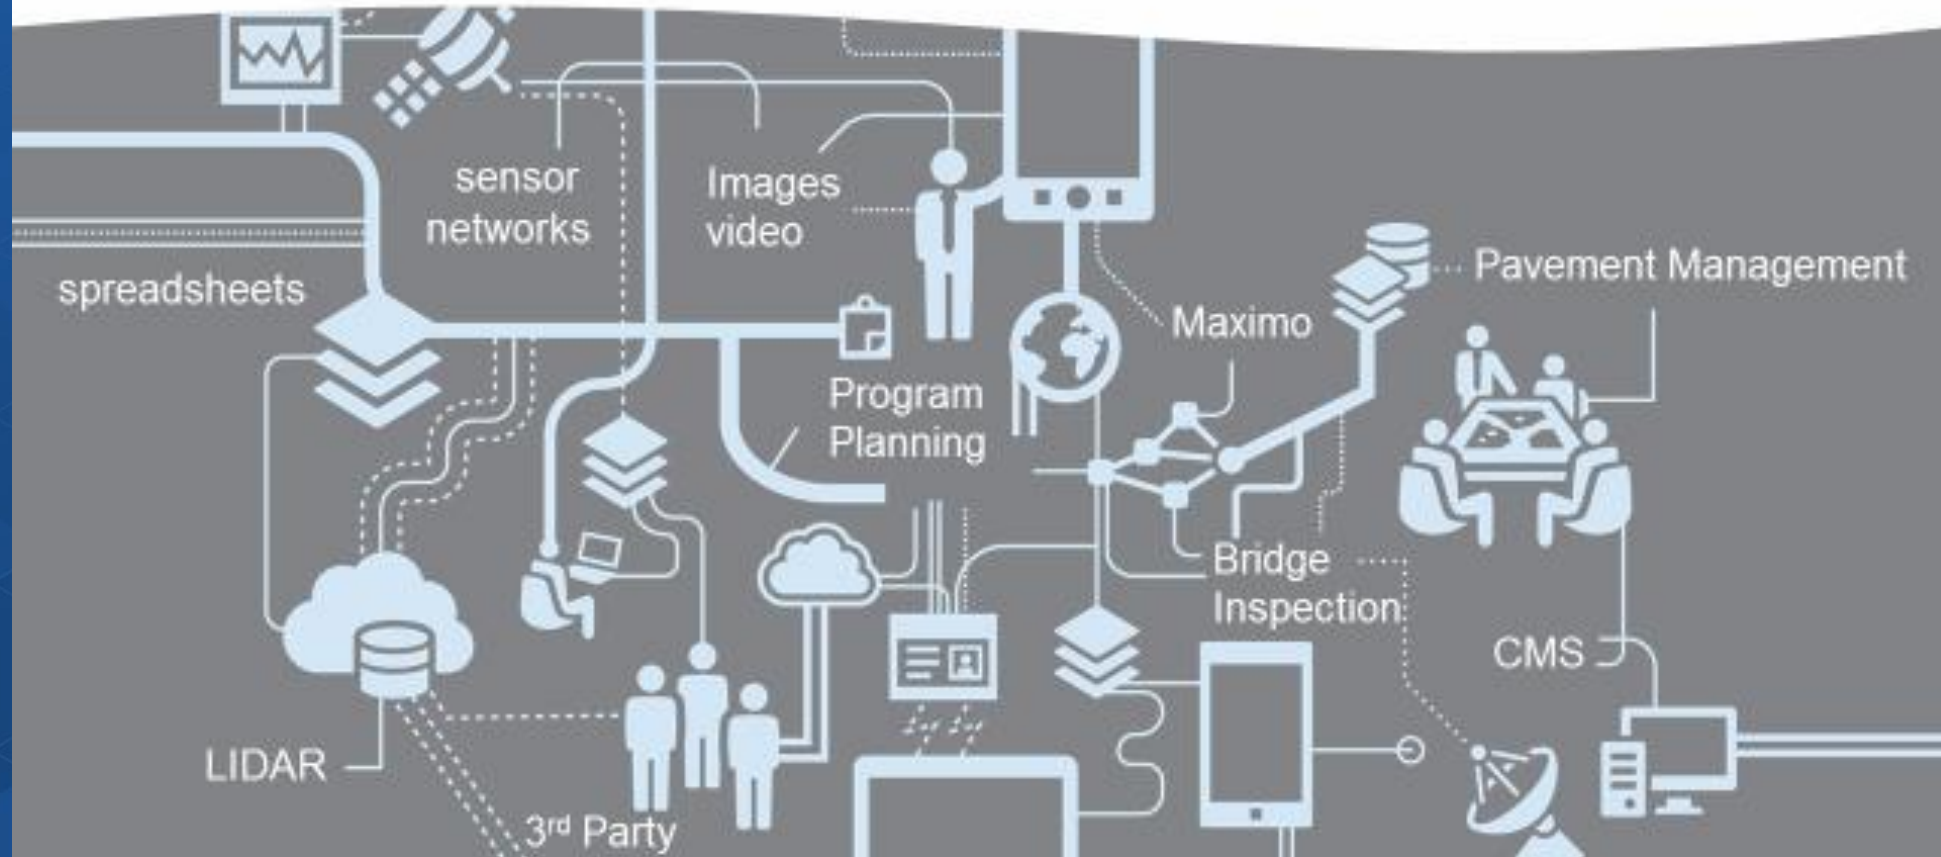 sensor
networks
Images
video
spreadsheets
Pavement Management
Maximo
Program
Planning
Bridge
Inspection
CMS
LIDAR
3rd Party